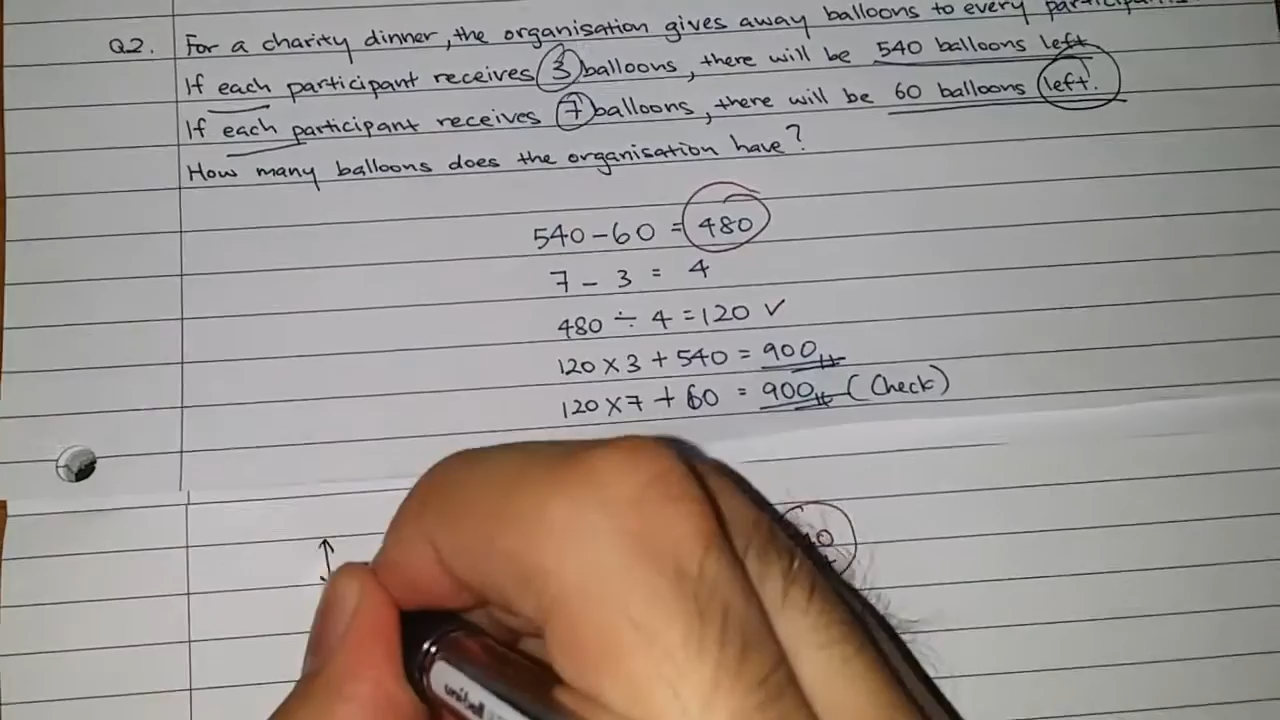 Q2. For a charity dinner, the organisation gives away balloons to every
If each participant receives 3 balloons, there will be 540 balloons left
If each participant receives 7 balloons, there will be 60 balloons left.
How many balloons does the organisation have?
540 - 60 = 480
7 - 3 = 4
480 ÷ 4 = 120 ✓
120 × 3 + 540 = 900
120 × 7 + 60 = 900 (Check)
uniball